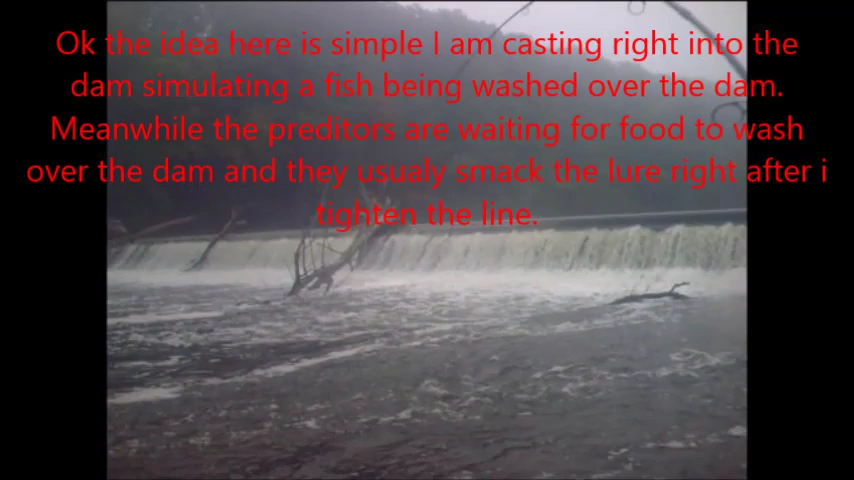 Ok the idea here is simple I am casting right into the
dam simulating a fish being washed over the dam.
Meanwhile the preditors are waiting for food to wash
over the dam and they usualy smack the lure right after i
tighten the line.